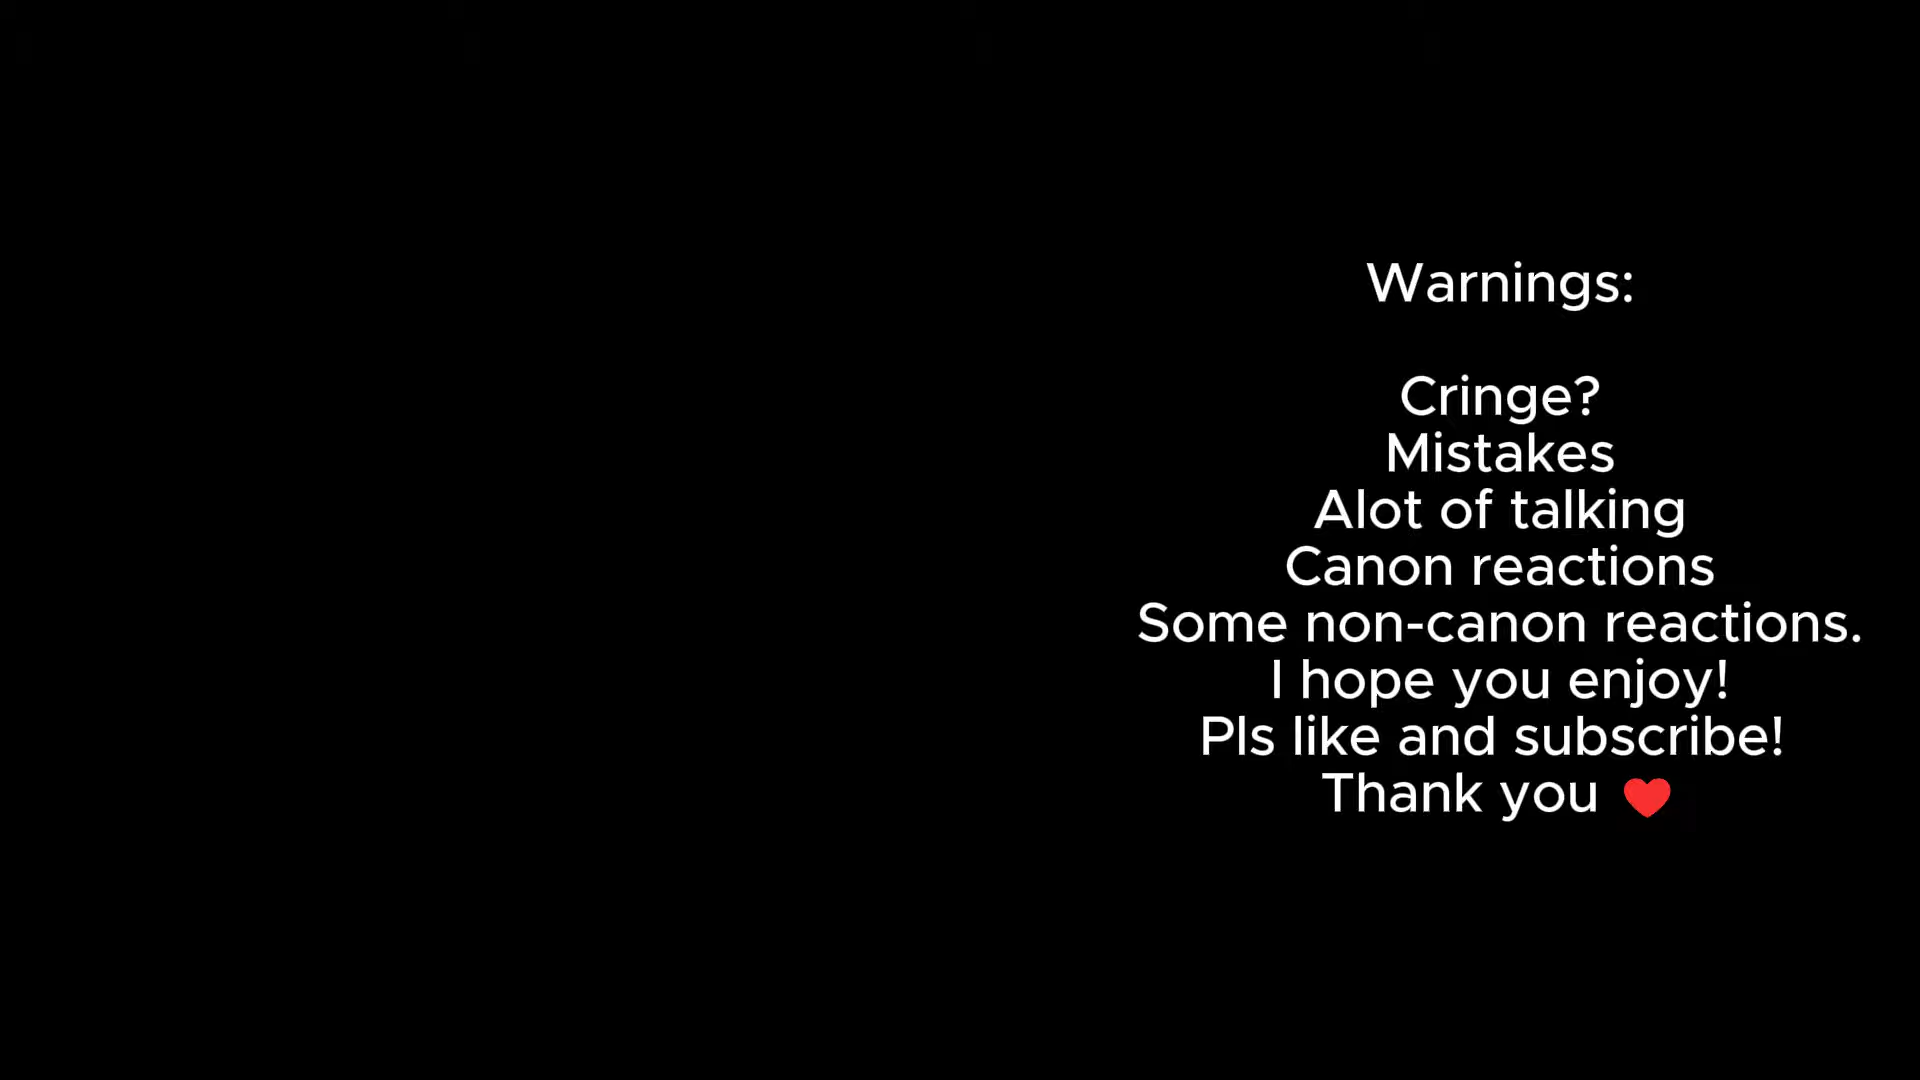 Warnings:
Cringe?
Mistakes
Alot of talking
Canon reactions
Some non-canon reactions.
I hope you enjoy!
Pls like and subscribe!
Thank you ❤️